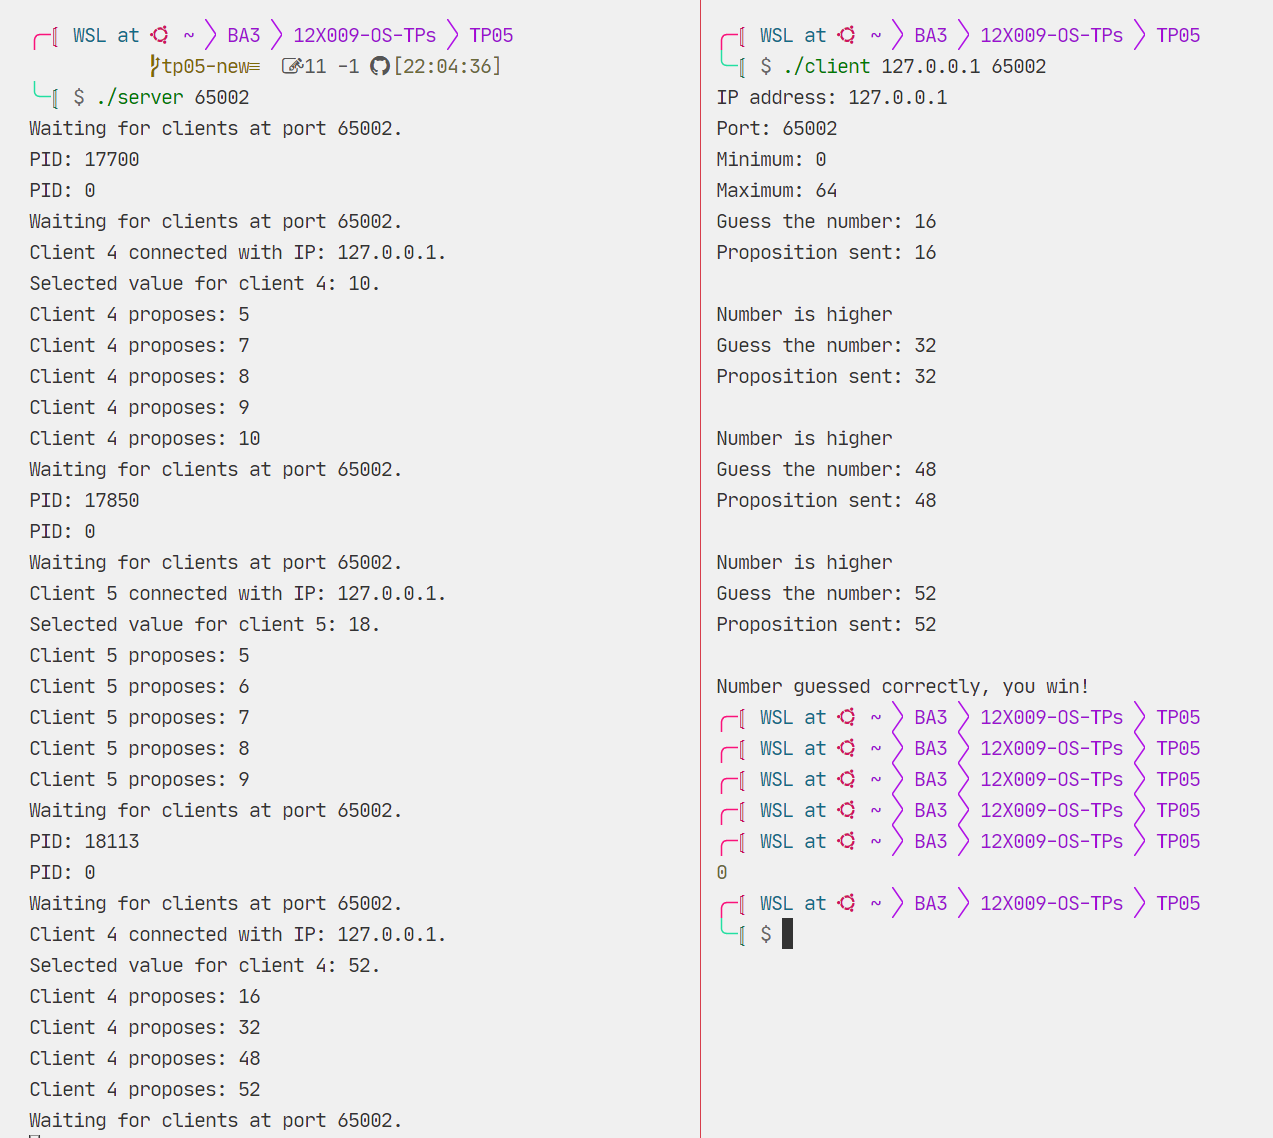 WSL at ~ BA3 12X009-OS-TPs TP05
tp05-new≡ 11 -1 [22:04:36]
$ ./server 65002
Waiting for clients at port 65002.
PID: 17700
PID: 0
Waiting for clients at port 65002.
Client 4 connected with IP: 127.0.0.1.
Selected value for client 4: 10.
Client 4 proposes: 5
Client 4 proposes: 7
Client 4 proposes: 8
Client 4 proposes: 9
Client 4 proposes: 10
Waiting for clients at port 65002.
PID: 17850
PID: 0
Waiting for clients at port 65002.
Client 5 connected with IP: 127.0.0.1.
Selected value for client 5: 18.
Client 5 proposes: 5
Client 5 proposes: 6
Client 5 proposes: 7
Client 5 proposes: 8
Client 5 proposes: 9
Waiting for clients at port 65002.
PID: 18113
PID: 0
Waiting for clients at port 65002.
Client 4 connected with IP: 127.0.0.1.
Selected value for client 4: 52.
Client 4 proposes: 16
Client 4 proposes: 32
Client 4 proposes: 48
Client 4 proposes: 52
Waiting for clients at port 65002.
WSL at ~ BA3 12X009-OS-TPs TP05
$ ./client 127.0.0.1 65002
IP address: 127.0.0.1
Port: 65002
Minimum: 0
Maximum: 64
Guess the number: 16
Proposition sent: 16
Number is higher
Guess the number: 32
Proposition sent: 32
Number is higher
Guess the number: 48
Proposition sent: 48
Number is higher
Guess the number: 52
Proposition sent: 52
Number guessed correctly, you win!
WSL at ~ BA3 12X009-OS-TPs TP05
WSL at ~ BA3 12X009-OS-TPs TP05
WSL at ~ BA3 12X009-OS-TPs TP05
WSL at ~ BA3 12X009-OS-TPs TP05
WSL at ~ BA3 12X009-OS-TPs TP05
0
WSL at ~ BA3 12X009-OS-TPs TP05
$